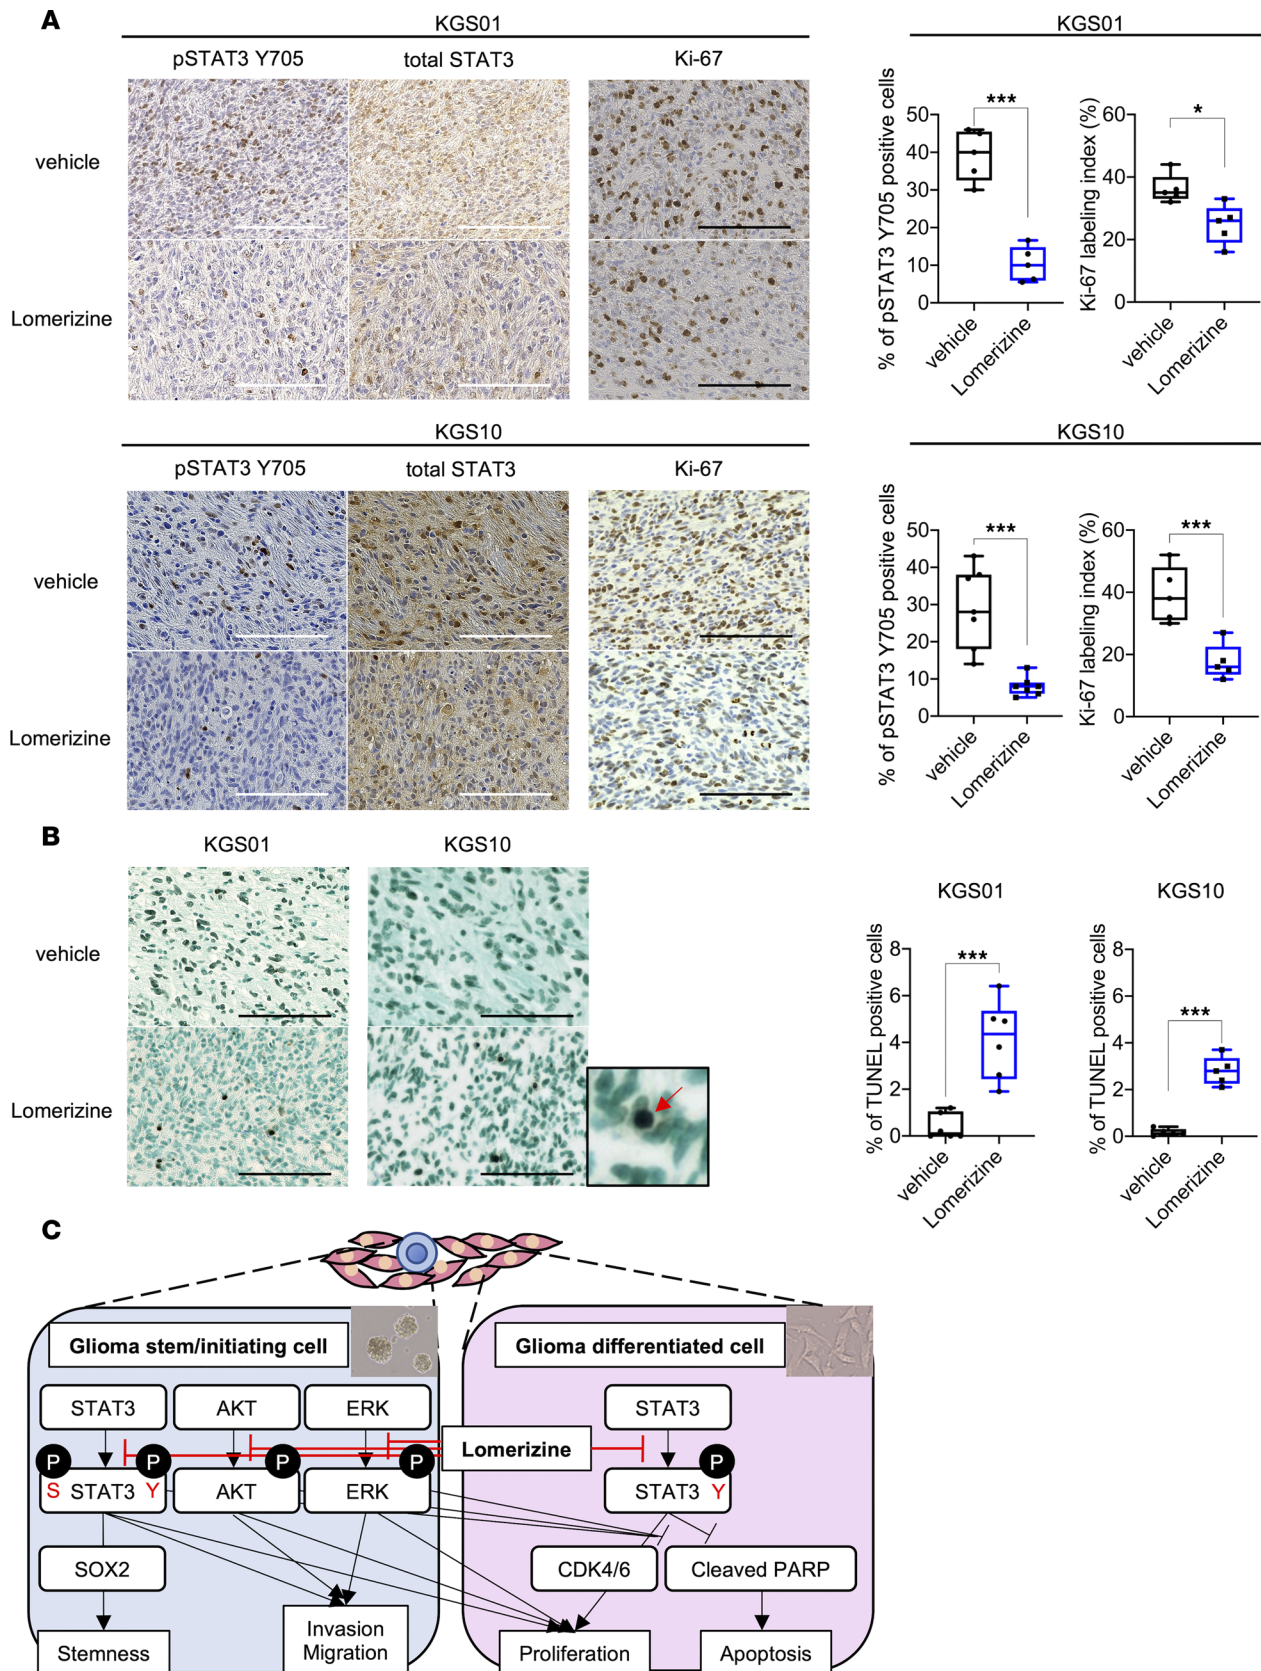 A
KGS01
pSTAT3 Y705
total STAT3
Ki-67
vehicle
Lomerizine
KGS01
% of pSTAT3 Y705 positive cells
50
40
30
20
10
0
***
vehicle
Lomerizine
Ki-67 labeling index (%)
60
40
20
0
*
vehicle
Lomerizine
KGS10
pSTAT3 Y705
total STAT3
Ki-67
vehicle
Lomerizine
KGS10
% of pSTAT3 Y705 positive cells
50
40
30
20
10
0
***
vehicle
Lomerizine
Ki-67 labeling index (%)
60
40
20
0
***
vehicle
Lomerizine
B
KGS01
KGS10
vehicle
Lomerizine
KGS01
% of TUNEL positive cells
8
6
4
2
0
***
vehicle
Lomerizine
KGS10
% of TUNEL positive cells
8
6
4
2
0
***
vehicle
Lomerizine
C
Glioma stem/initiating cell
STAT3
AKT
ERK
P
P
P
P
S STAT3 Y
AKT
ERK
SOX2
Stemness
Invasion
Migration
Lomerizine
Glioma differentiated cell
STAT3
P
STAT3 Y
CDK4/6
Cleaved PARP
Proliferation
Apoptosis